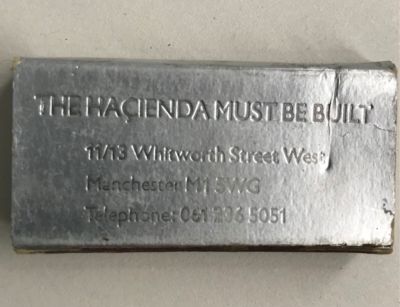 THE HAÇIENDA MUST BE BUILT
11/13 Whitworth Street West
Manchester M1 5WG
Telephone: 061 236 5051